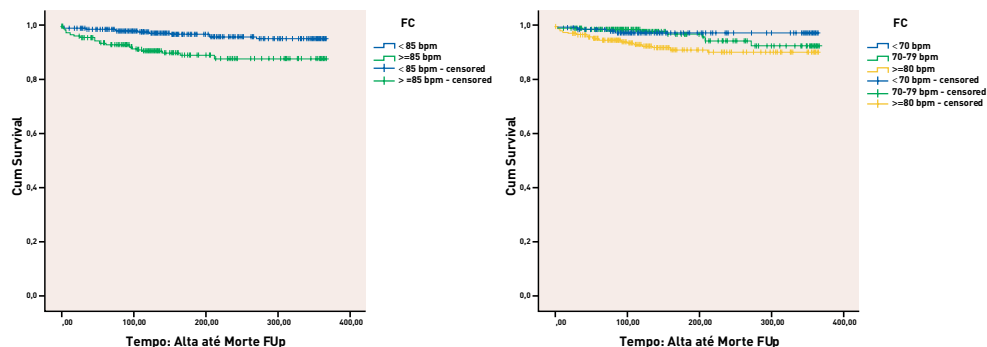 FC
< 85 bpm
>=85 bpm
< 85 bpm - censored
> =85 bpm - censored
1,0
0,8
0,6
0,4
0,2
0,0
Cum Survival
,00
100,00
200,00
300,00
400,00
Tempo: Alta até Morte FUp
FC
< 70 bpm
70-79 bpm
>=80 bpm
< 70 bpm - censored
70-79 bpm - censored
>=80 bpm - censored
1,0
0,8
0,6
0,4
0,2
0,0
Cum Survival
,00
100,00
200,00
300,00
400,00
Tempo: Alta até Morte FUp